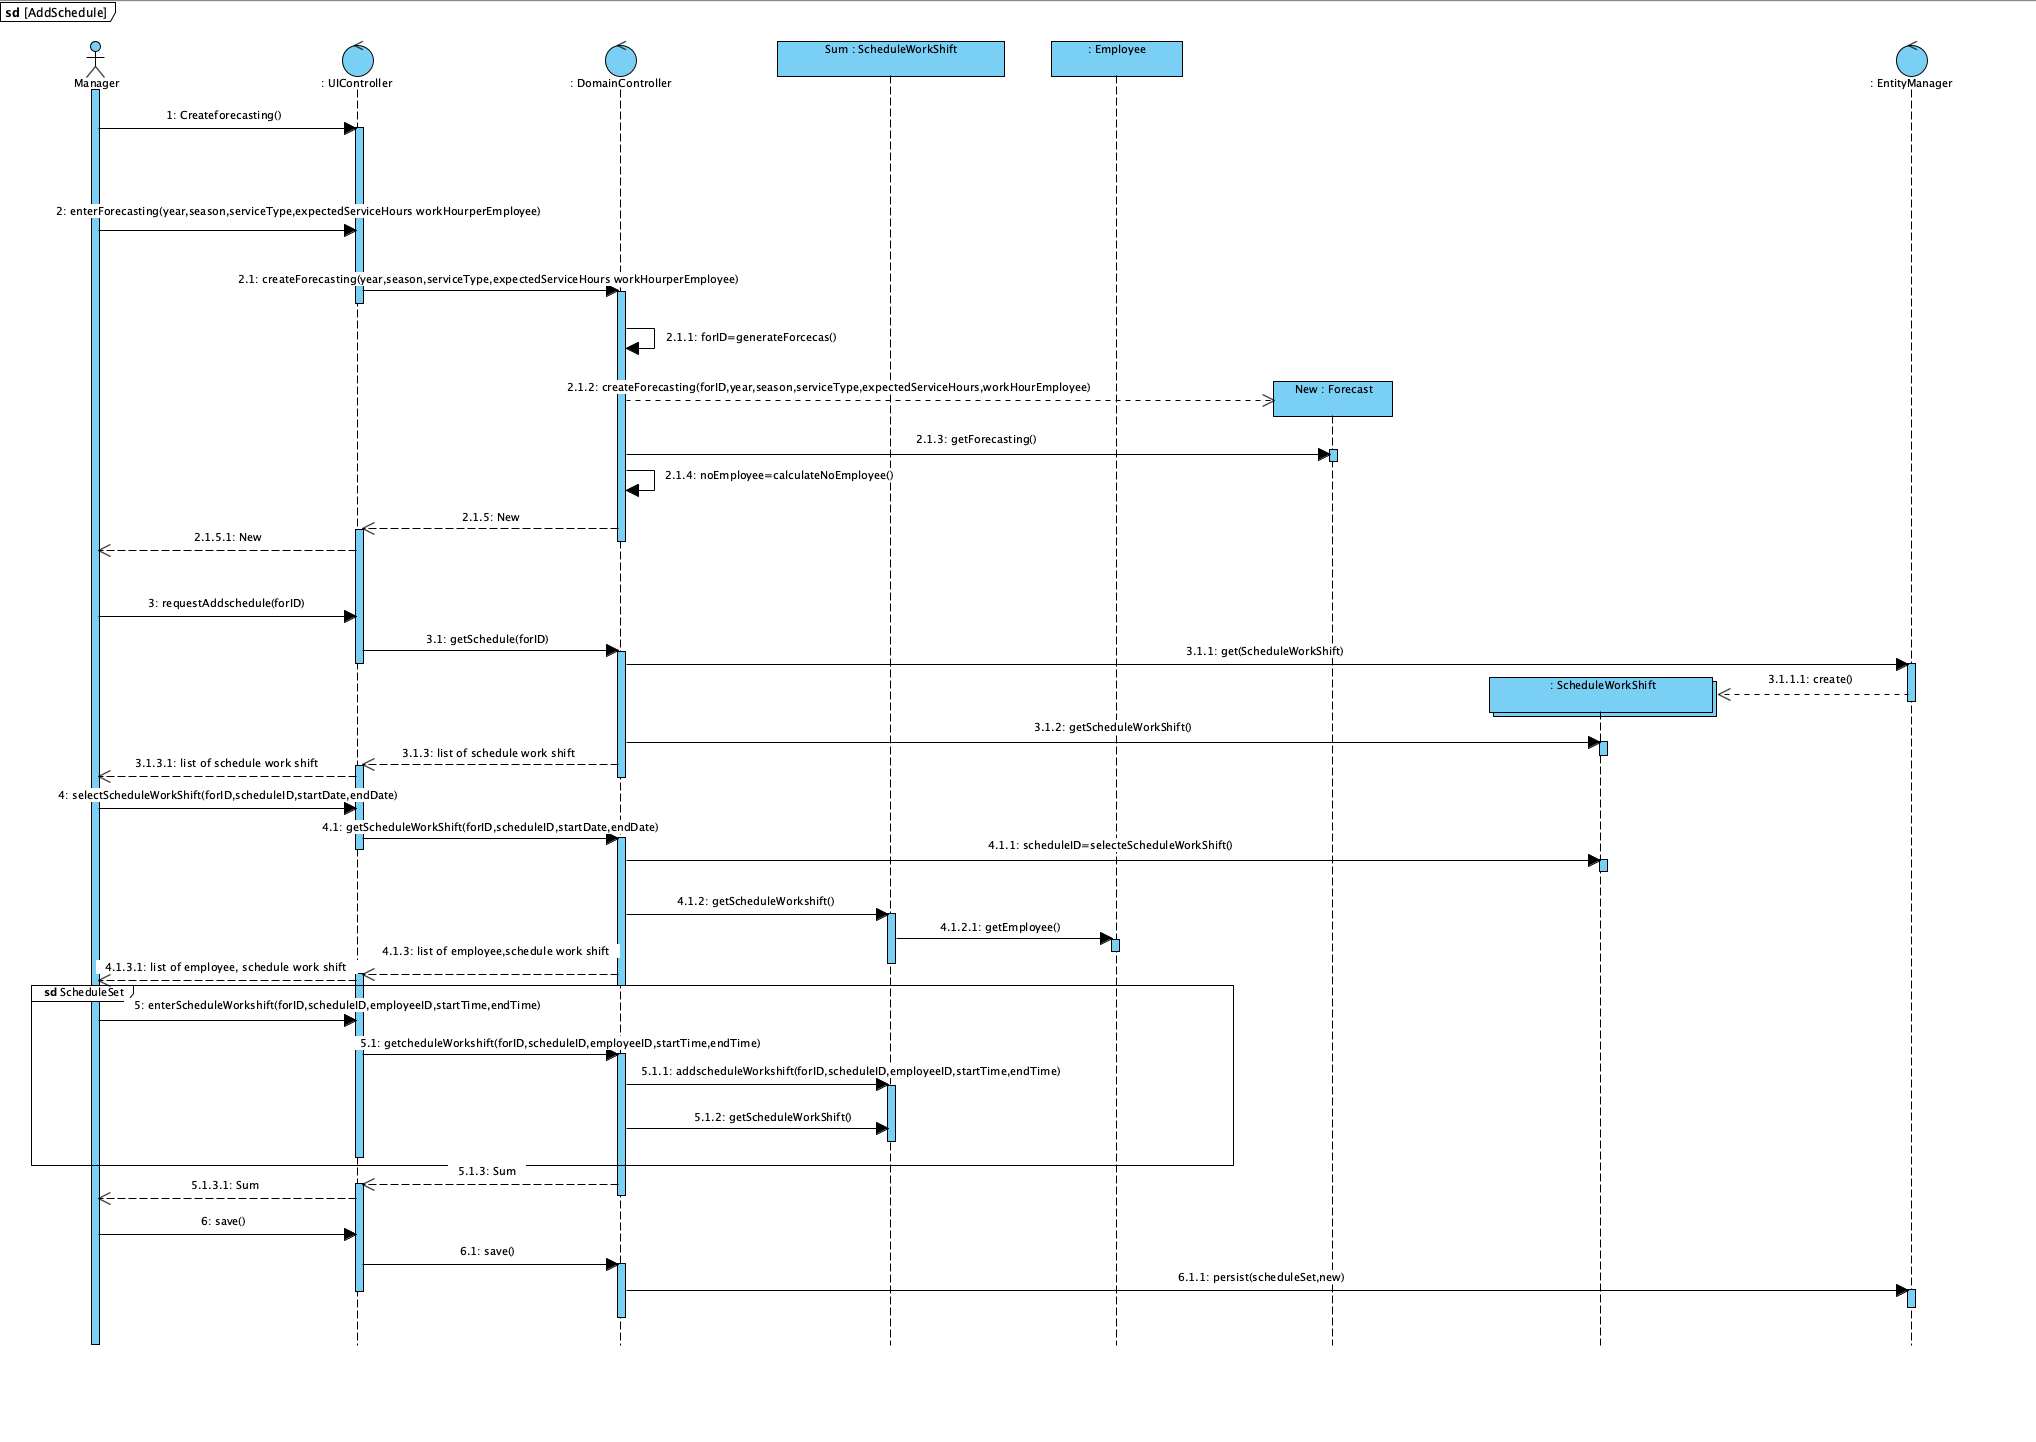 sd [AddSchedule]
Sum : ScheduleWorkShift
: Employee
Manager
: UIController
: DomainController
: EntityManager
1: Createforecasting()
2: enterForecasting(year,season,serviceType,expectedServiceHours workHourperEmployee)
2.1: createForecasting(year,season,serviceType,expectedServiceHours workHourperEmployee)
2.1.1: forID=generateForcecas()
2.1.2: createForecasting(forID,year,season,serviceType,expectedServiceHours,workHourEmployee)
New : Forecast
2.1.3: getForecasting()
2.1.4: noEmployee=calculateNoEmployee()
2.1.5: New
2.1.5.1: New
3: requestAddschedule(forID)
3.1: getSchedule(forID)
3.1.1: get(ScheduleWorkShift)
3.1.1.1: create()
: ScheduleWorkShift
3.1.2: getScheduleWorkShift()
3.1.3: list of schedule work shift
3.1.3.1: list of schedule work shift
4: selectScheduleWorkShift(forID,scheduleID,startDate,endDate)
4.1: getScheduleWorkShift(forID,scheduleID,startDate,endDate)
4.1.1: scheduleID=selecteScheduleWorkShift()
4.1.2: getScheduleWorkshift()
4.1.2.1: getEmployee()
4.1.3: list of employee,schedule work shift
4.1.3.1: list of employee, schedule work shift
sd ScheduleSet
5: enterScheduleWorkshift(forID,scheduleID,employeeID,startTime,endTime)
5.1: getcheduleWorkshift(forID,scheduleID,employeeID,startTime,endTime)
5.1.1: addscheduleWorkshift(forID,scheduleID,employeeID,startTime,endTime)
5.1.2: getScheduleWorkShift()
5.1.3: Sum
5.1.3.1: Sum
6: save()
6.1: save()
6.1.1: persist(scheduleSet,new)